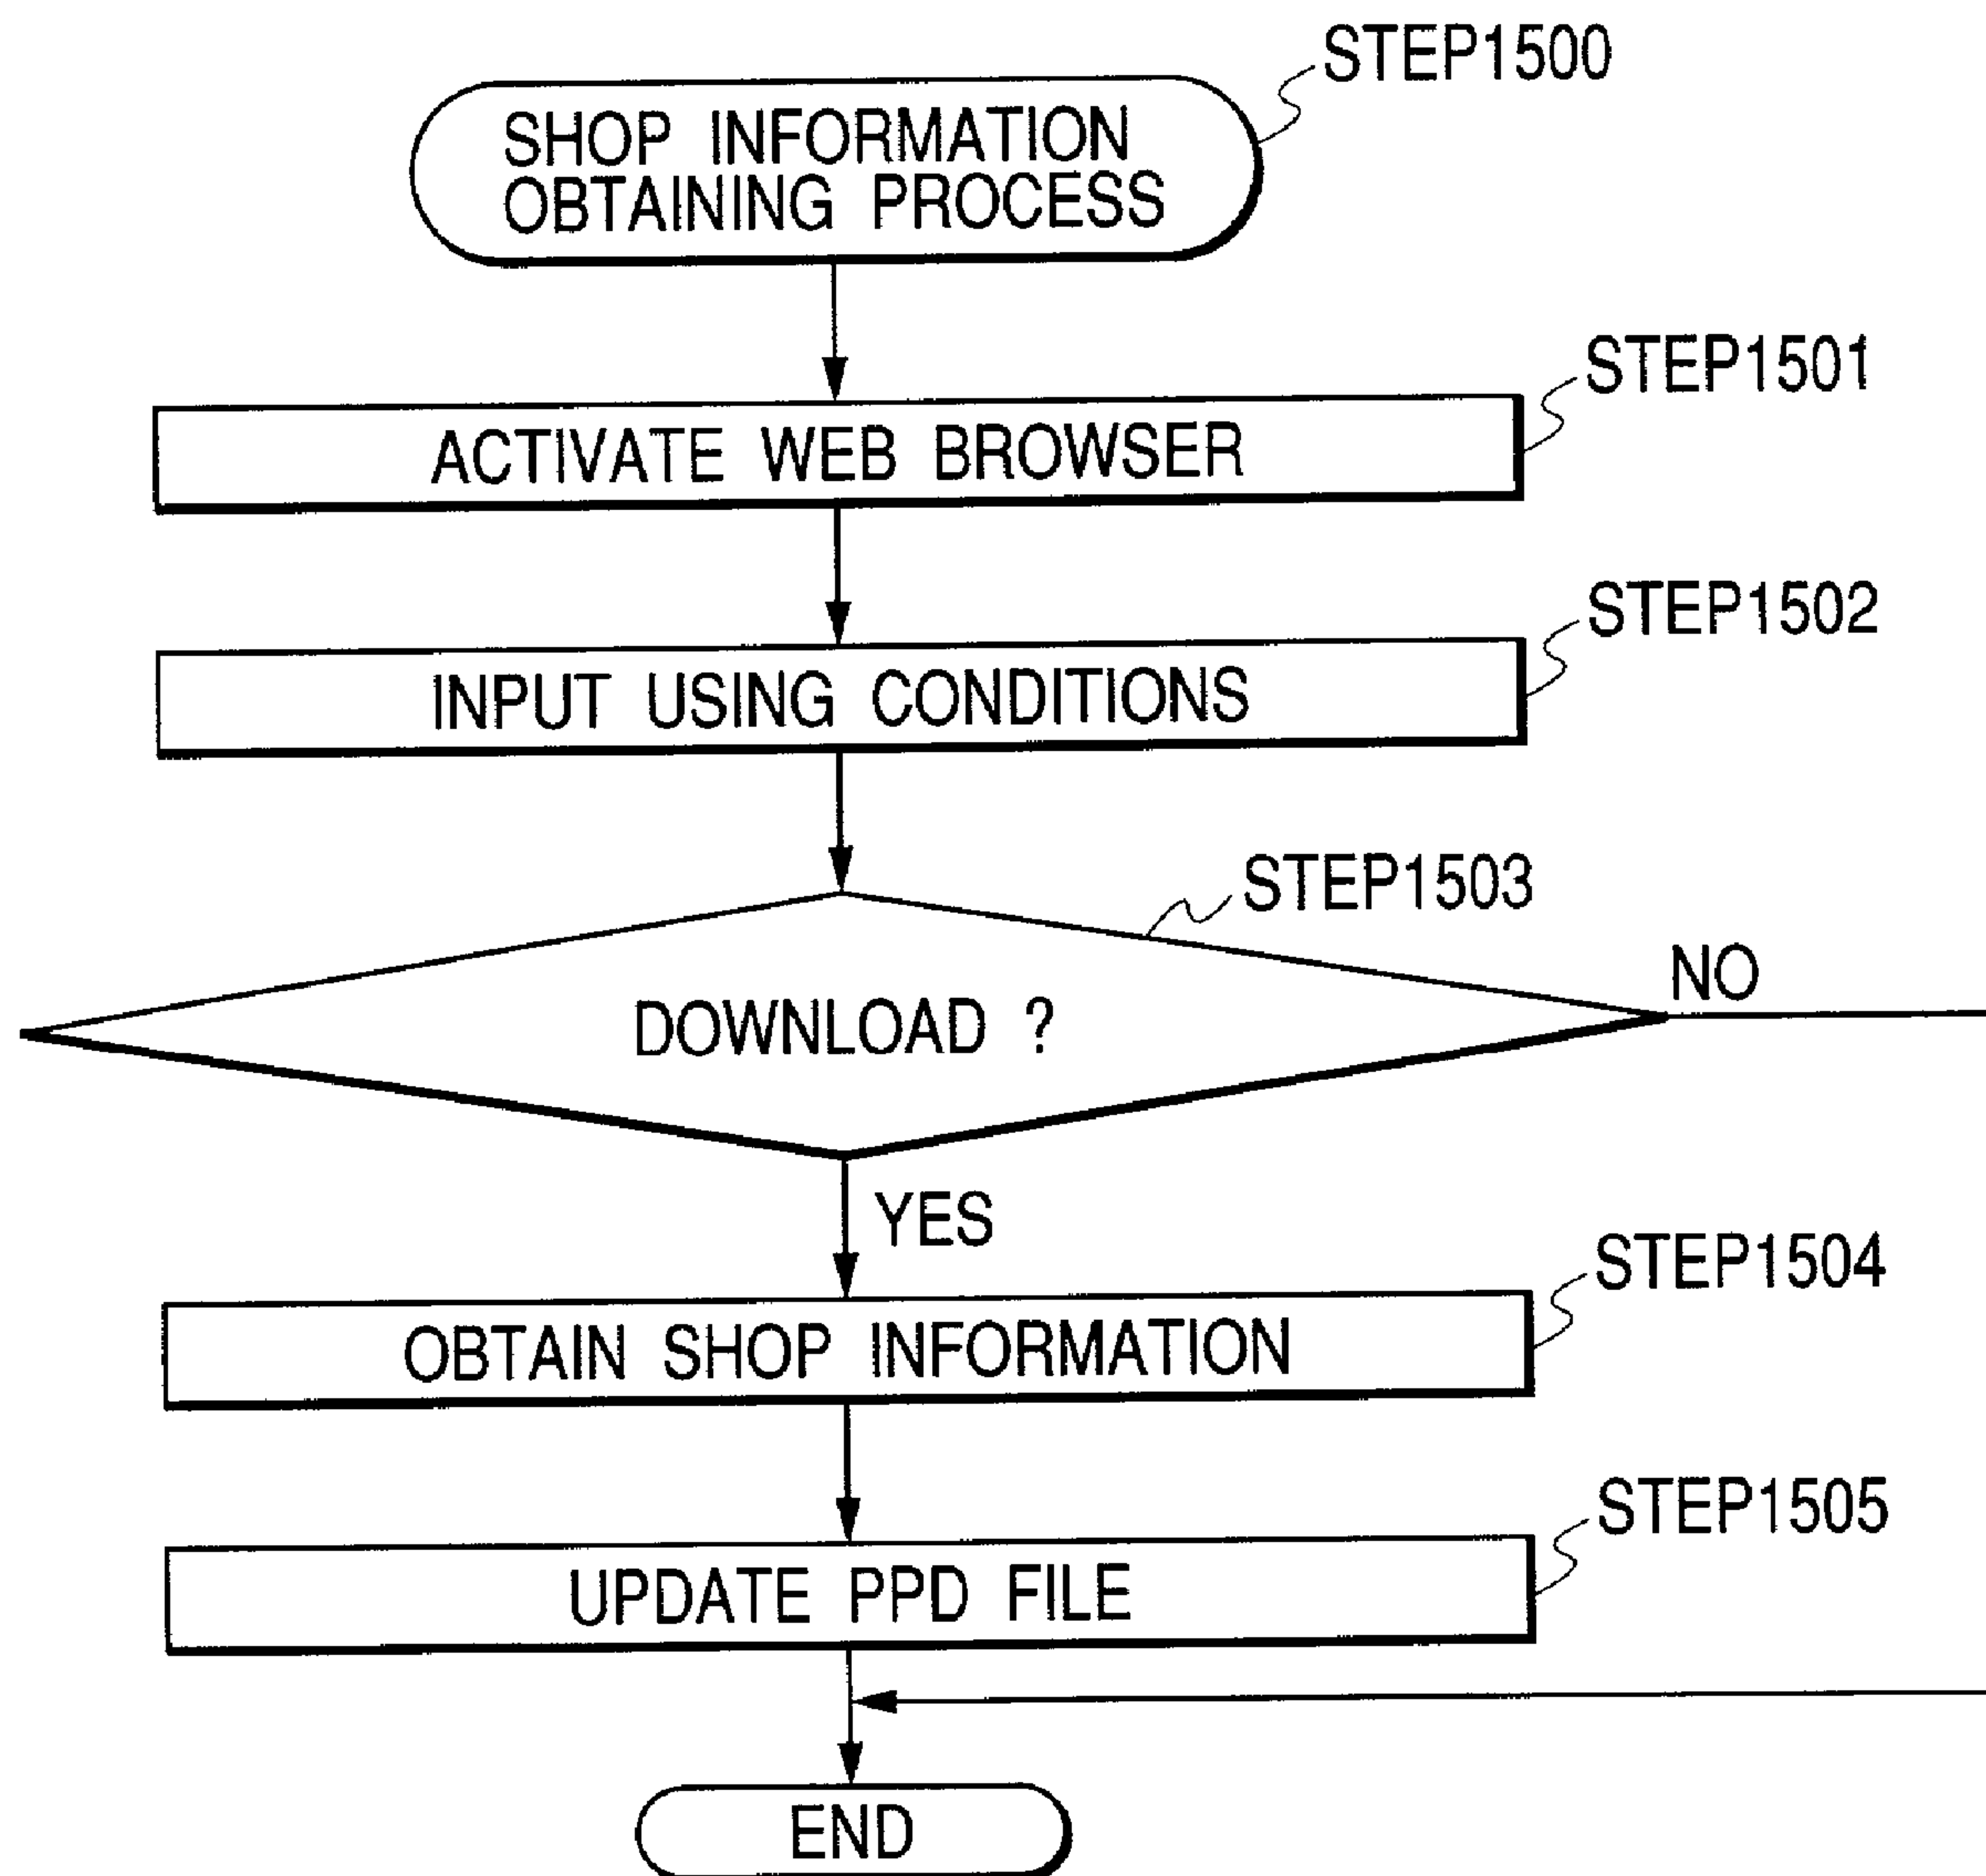 STEP1500
SHOP INFORMATION
OBTAINING PROCESS
STEP1501
ACTIVATE WEB BROWSER
STEP1502
INPUT USING CONDITIONS
STEP1503
NO
DOWNLOAD ?
YES
STEP1504
OBTAIN SHOP INFORMATION
STEP1505
UPDATE PPD FILE
END